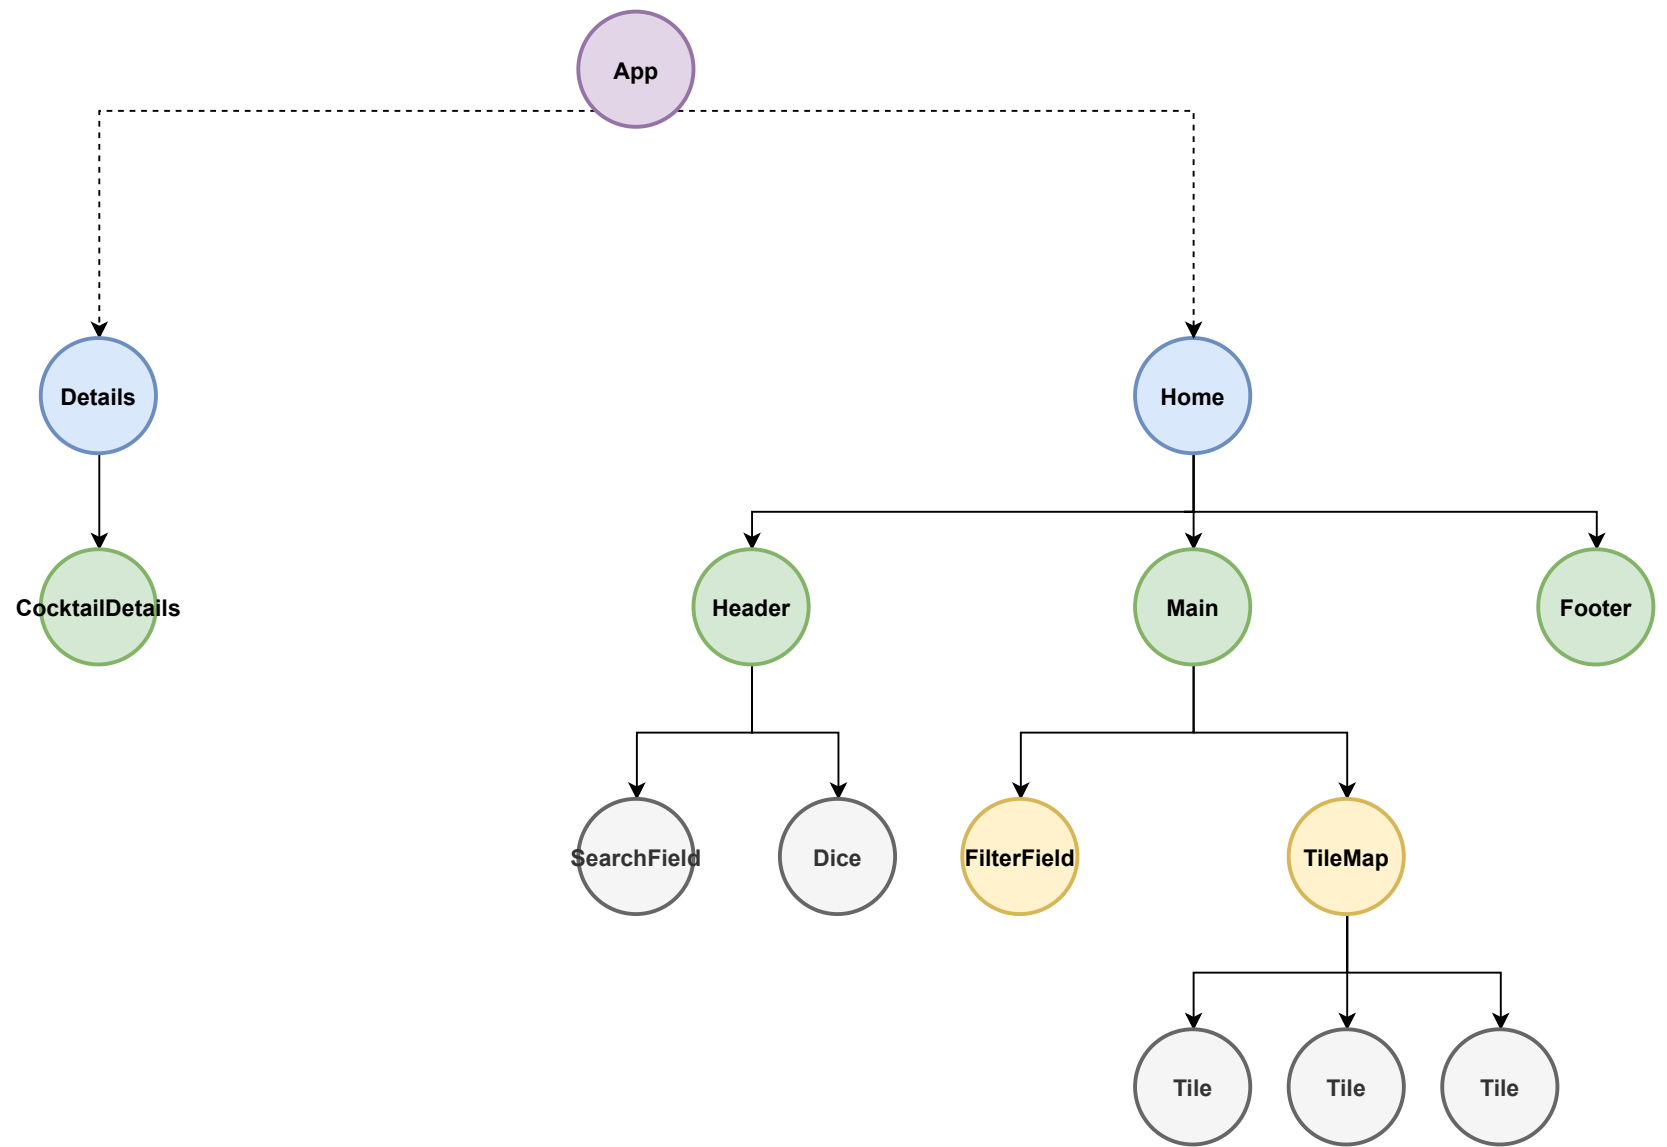 App
Details
Home
CocktailDetails
Header
Main
Footer
SearchField
Dice
FilterField
TileMap
Tile
Tile
Tile